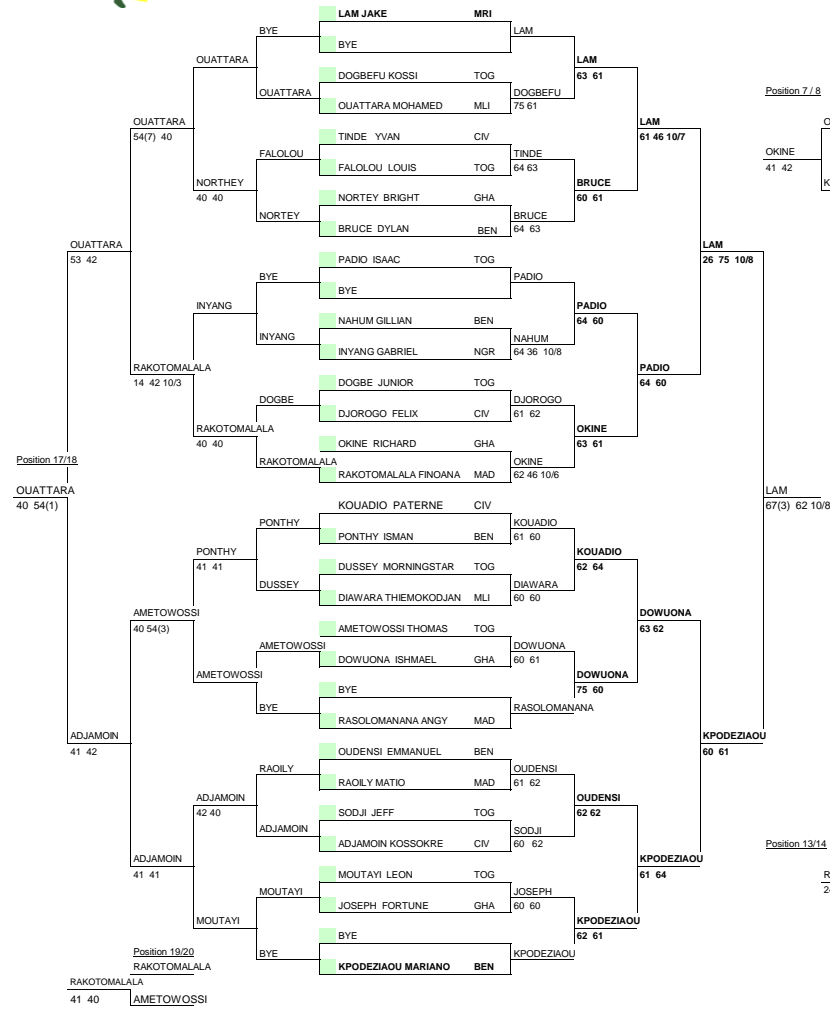 LAM JAKE MRI
BYE LAM
OUATTARA BYE LAM
63 61
DOGBEFU KOSSI TOG
OUATTARA DOGBEFU Position 7 / 8
75 61
OUATTARA MOHAMED MLI
OUATTARA LAM O
54(7) 40 TINDE YVAN CIV 61 46 10/7
FALOLOU TINDE OKINE
FALOLOU LOUIS TOG 64 63 41 42
NORTHEY BRUCE K
40 40 NORTEY BRIGHT GHA 60 61
NORTEY BRUCE
BRUCE DYLAN BEN 64 63
OUATTARA LAM
53 42 PADIO ISAAC TOG 26 75 10/8
BYE PADIO
BYE
INYANG PADIO
NAHUM GILLIAN BEN 64 60
INYANG NAHUM
INYANG GABRIEL NGR 64 36 10/8
RAKOTOMALALA PADIO
14 42 10/3 DOGBE JUNIOR TOG 64 60
DOGBE DJOROGO
DJOROGO FELIX CIV 61 62
RAKOTOMALALA OKINE
40 40 OKINE RICHARD GHA 63 61
Position 17/18 RAKOTOMALALA OKINE
RAKOTOMALALA FINOANA MAD 62 46 10/6
OUATTARA LAM
40 54(1) KOUADIO PATERNE CIV 67(3) 62 10/8
PONTHY KOUADIO
PONTHY ISMAN BEN 61 60
PONTHY KOUADIO
41 41 DUSSEY MORNINGSTAR TOG 62 64
DUSSEY DIAWARA
DIAWARA THIEMOKODJAN MLI 60 60
AMETOWOSSI DOWUONA
40 54(3) AMETOWOSSI THOMAS TOG 63 62
AMETOWOSSI DOWUONA
DOWUONA ISHMAEL GHA 60 61
AMETOWOSSI DOWUONA
BYE 75 60
BYE RASOLOMANANA
RASOLOMANANA ANGY MAD
ADJAMOIN KPODEZIAOU
41 42 OUDENSI EMMANUEL BEN 60 61
RAOILY OUDENSI
RAOILY MATIO MAD 61 62
ADJAMOIN OUDENSI
42 40 SODJI JEFF TOG 62 62
ADJAMOIN SODJI
ADJAMOIN KOSSOKRE CIV 60 62 Position 13/14
ADJAMOIN KPODEZIAOU
41 41 MOUTAYI LEON TOG 61 64 R
MOUTAYI JOSEPH 24
JOSEPH FORTUNE GHA 60 60
MOUTAYI KPODEZIAOU
BYE 62 61
Position 19/20 BYE KPODEZIAOU
RAKOTOMALALA KPODEZIAOU MARIANO BEN
RAKOTOMALALA
41 40 AMETOWOSSI